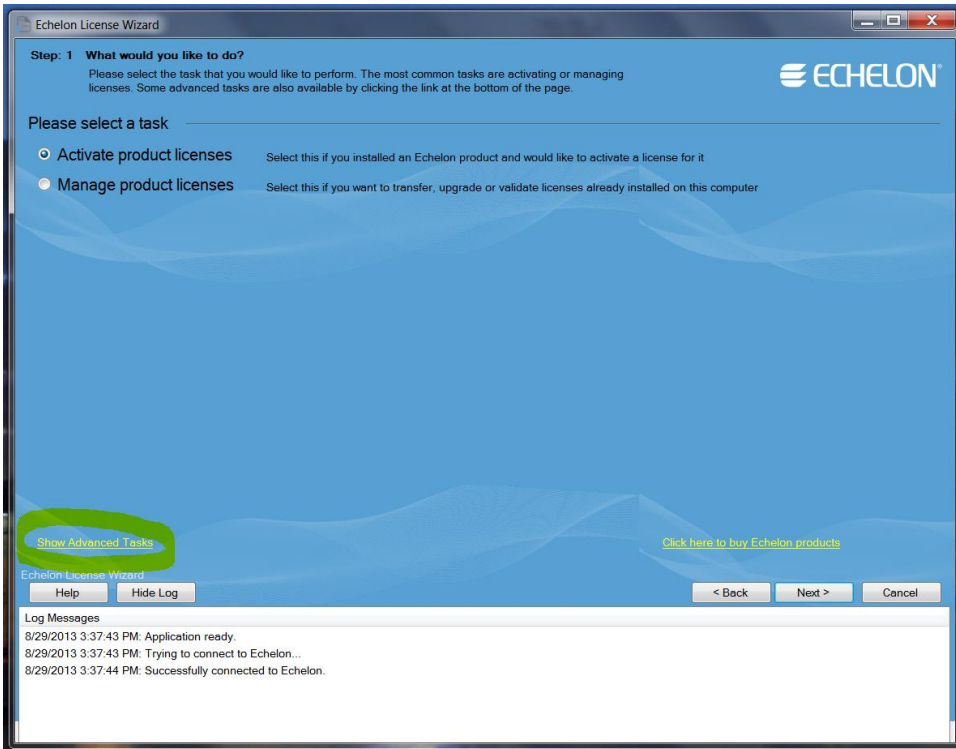 Echelon License Wizard
Step: 1 What would you like to do?
Please select the task that you would like to perform. The most common tasks are activating or managing
licenses. Some advanced tasks are also available by clicking the link at the bottom of the page.
ECHELON®
Please select a task
Activate product licenses Select this if you installed an Echelon product and would like to activate a license for it
Manage product licenses Select this if you want to transfer, upgrade or validate licenses already installed on this computer
Show Advanced Tasks Click here to buy Echelon products
Echelon License Wizard
Help Hide Log < Back Next > Cancel
Log Messages
8/29/2013 3:37:43 PM: Application ready.
8/29/2013 3:37:43 PM: Trying to connect to Echelon...
8/29/2013 3:37:44 PM: Successfully connected to Echelon.